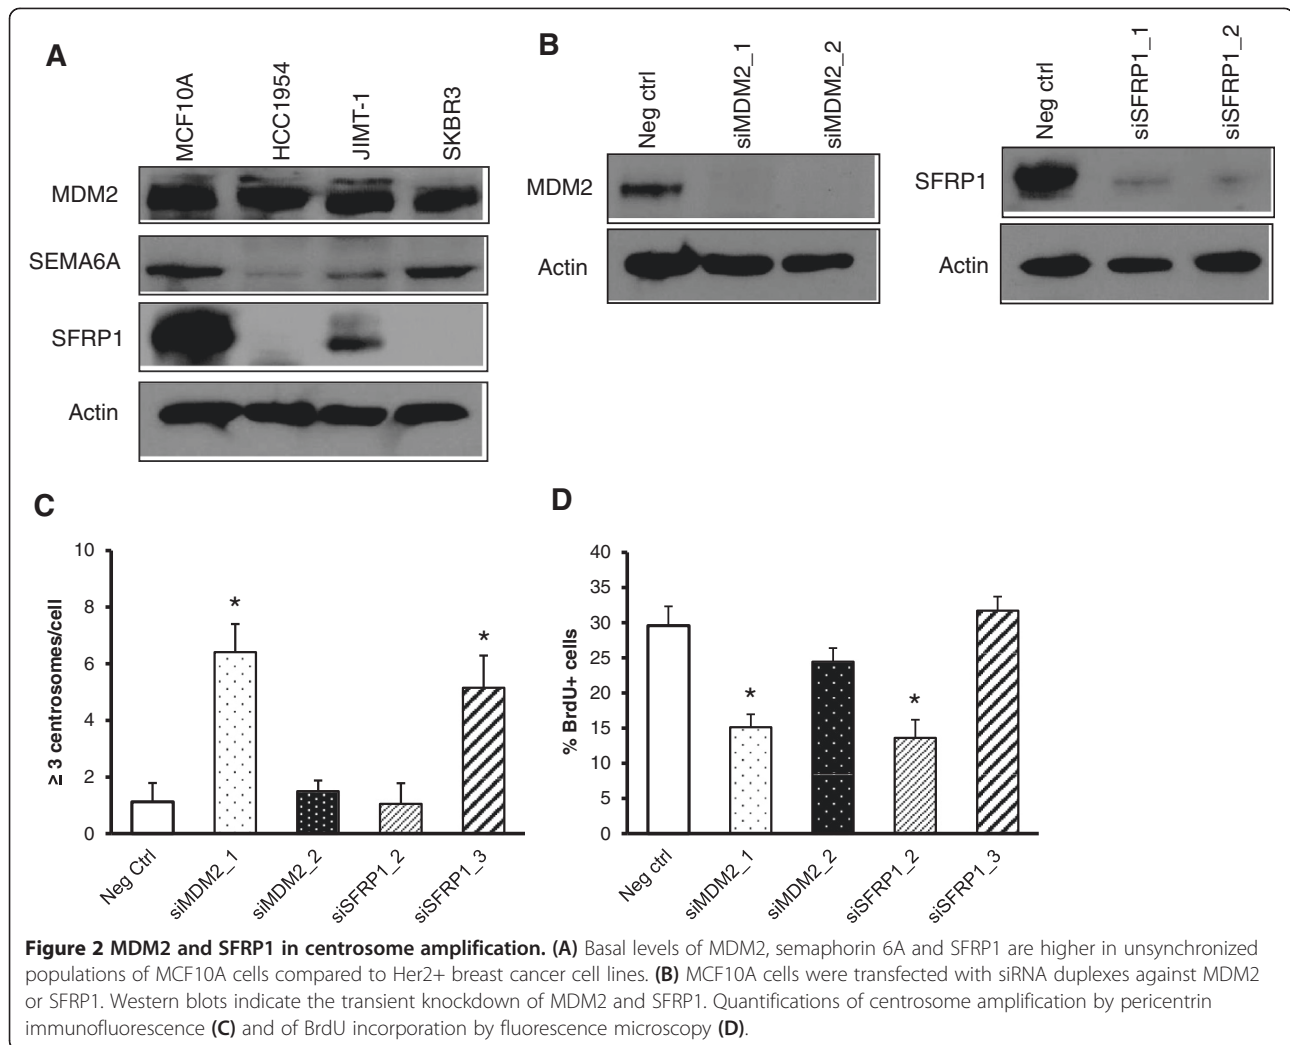 A
MCF10A
HCC1954
JIMT-1
SKBR3
MDM2
SEMA6A
SFRP1
Actin
B
Neg ctrl
siMDM2_1
siMDM2_2
MDM2
Actin
Neg ctrl
siSFRP1_1
siSFRP1_2
SFRP1
Actin
C
≥ 3 centrosomes/cell
10
8
6
4
2
0
*
*
Neg Ctrl
siMDM2_1
siMDM2_2
siSFRP1_2
siSFRP1_3
D
% BrdU+ cells
40
35
30
25
20
15
10
5
0
*
*
Neg ctrl
siMDM2_1
siMDM2_2
siSFRP1_2
siSFRP1_3
Figure 2 MDM2 and SFRP1 in centrosome amplification. (A) Basal levels of MDM2, semaphorin 6A and SFRP1 are higher in unsynchronized
populations of MCF10A cells compared to Her2+ breast cancer cell lines. (B) MCF10A cells were transfected with siRNA duplexes against MDM2
or SFRP1. Western blots indicate the transient knockdown of MDM2 and SFRP1. Quantifications of centrosome amplification by pericentrin
immunofluorescence (C) and of BrdU incorporation by fluorescence microscopy (D).